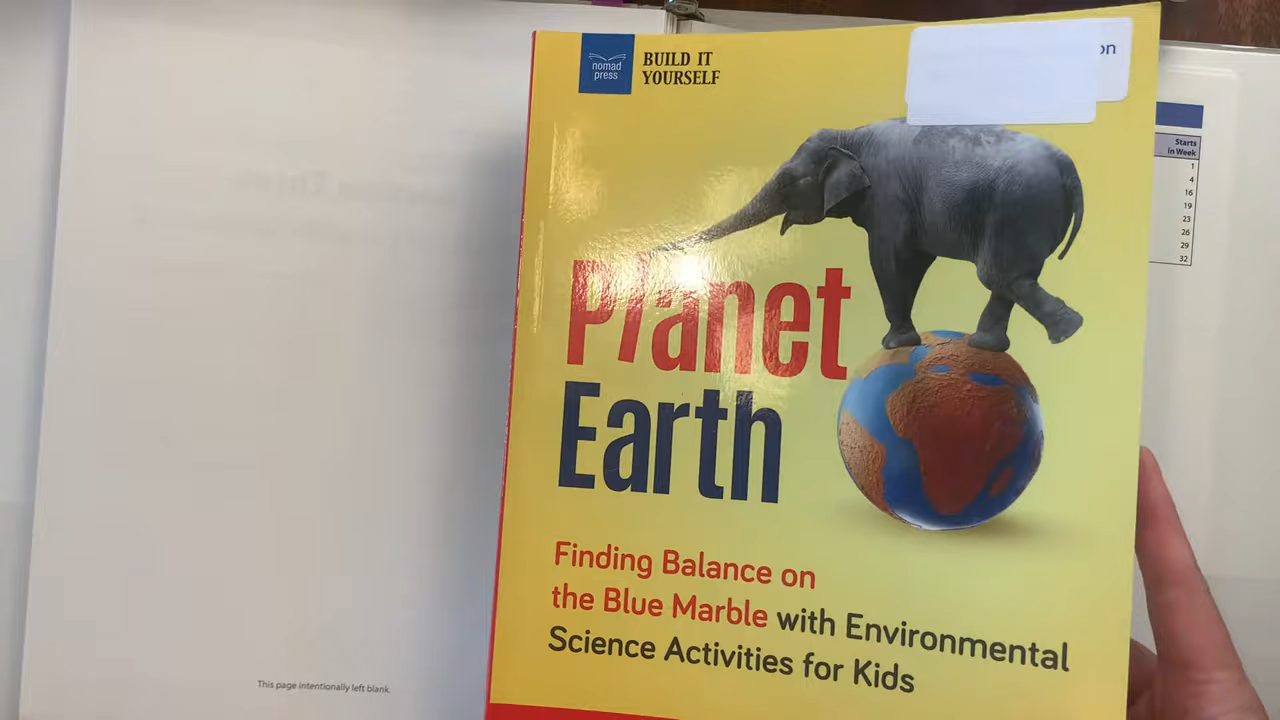 nomad
press
BUILD IT
YOURSELF
on
Planet
Earth
Finding Balance on
the Blue Marble with Environmental
Science Activities for Kids
This page intentionally left blank.
Starts
in Week
1
4
16
19
23
26
29
32